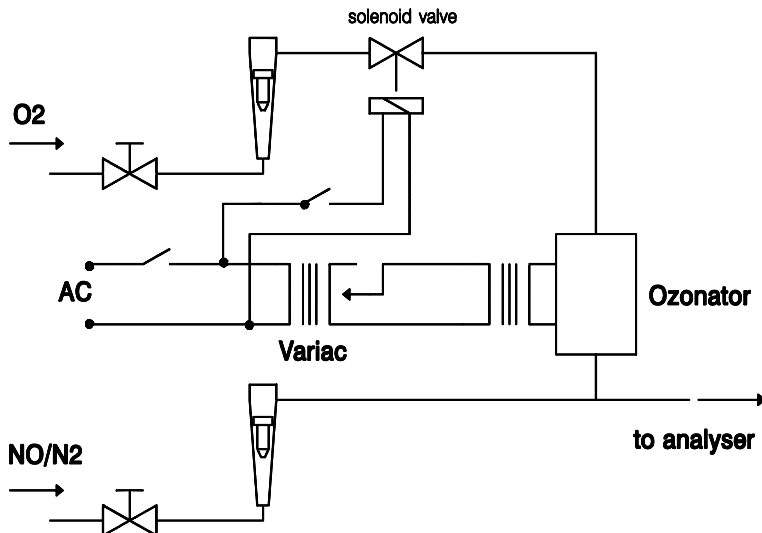 solenoid valve
O2
AC
Ozonator
Variac
to analyser
NO/N2